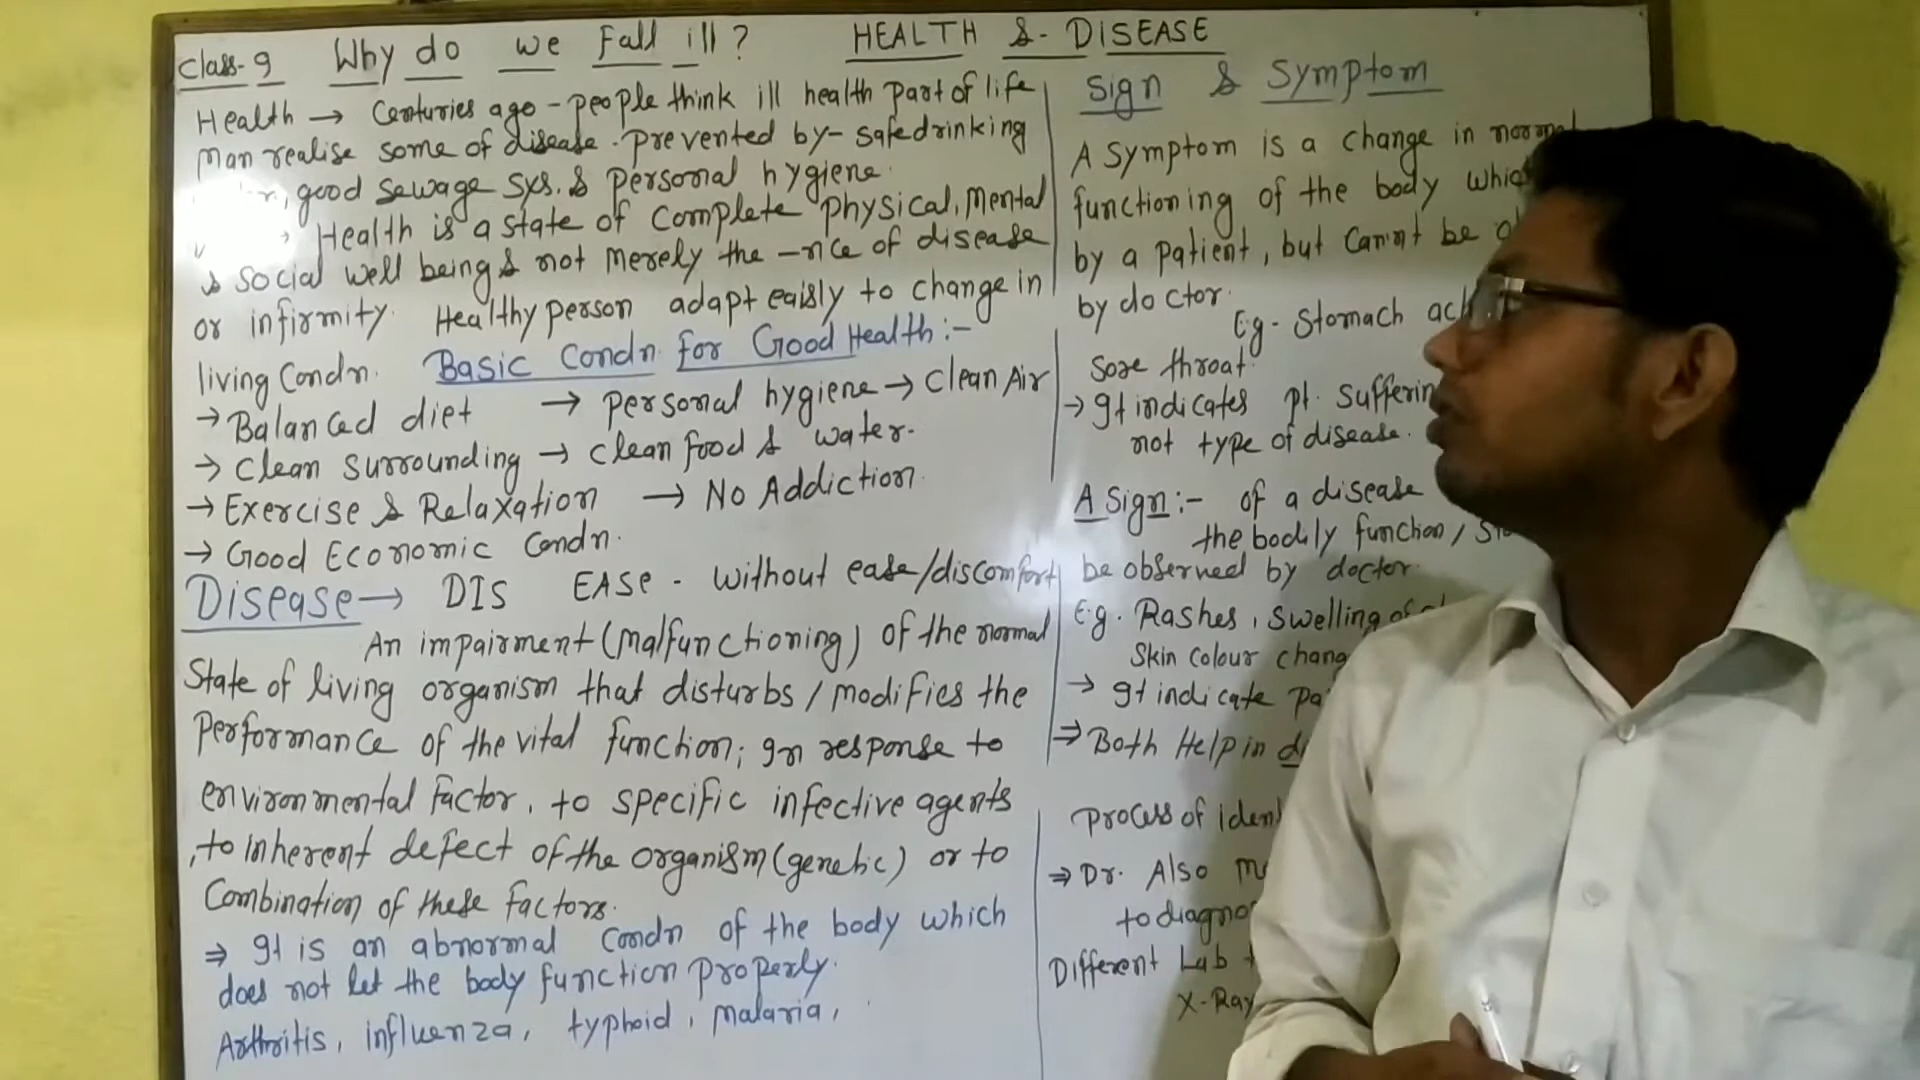 Class-9 Why do we Fall ill? HEALTH & DISEASE
Health → Centuries ago - people think ill health part of life
Man realise some of disease. prevented by - safe drinking
good sewage sys. & personal hygiene.
Health is a state of complete physical, Mental
& social well being & not merely the -nce of disease
or infirmity. Healthy person adapt eaisly to change in
living Condn.
Basic Condn for Good Health :-
→ Balanced diet → personal hygiene → Clean Air
→ Clean Surrounding → clean food & water.
→ Exercise & Relaxation → No Addiction.
→ Good Economic Condn.
Disease → DIS EASE - without ease/discomfort
An impairment (malfunctioning) of the normal
State of living organism that disturbs / modifies the
performance of the vital function; In response to
environmental factor, to specific infective agents
, to inherent defect of the organism (genetic) or to
Combination of these factors.
⇒ It is an abnormal Condn of the body which
does not let the body function properly.
Arthritis, influenza, typhoid, malaria,
Sign & Symptom
A Symptom is a change in normal
functioning of the body
by a patient, but cannot be
by doctor.
Eg - Stomach
Sore throat.
→ It indicates pt.
not type of disease.
A Sign :- of a disease
the bodily function /
be observed by doctor.
E.g. Rashes, Swelling of
Skin Colour
→ It indicate
⇒ Both Help in
process of
⇒ Dr. Also
to
Different Lab
X-Ray